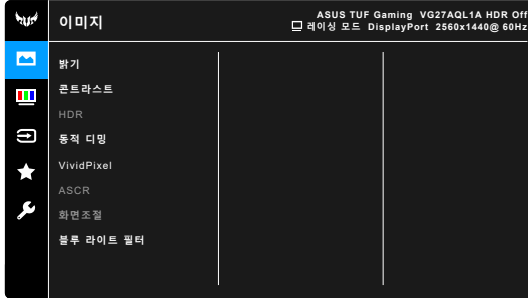 이미지
ASUS TUF Gaming VG27AQL1A HDR Off
레이싱 모드 DisplayPort 2560x1440@ 60Hz
밝기
콘트라스트
HDR
동적 디밍
VividPixel
ASCR
화면조절
블루 라이트 필터